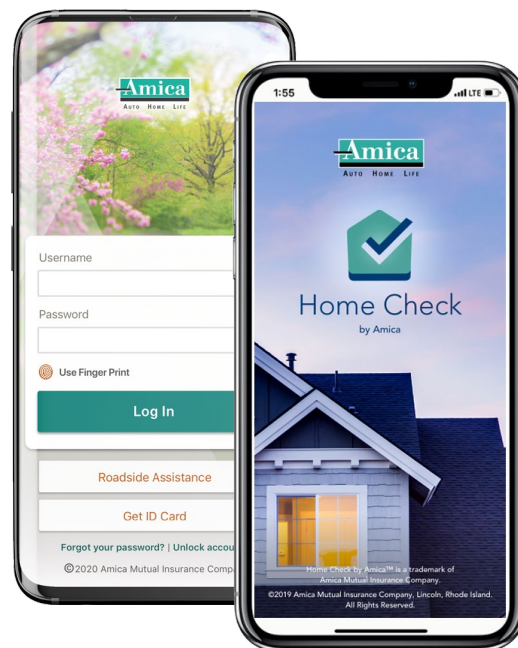 Amica
AUTO HOME LIFE
Username
Password
Use Finger Print
Log In
Roadside Assistance
Get ID Card
Forgot your password? | Unlock accou
©2020 Amica Mutual Insurance Comp
1:55
LTE
Amica
AUTO HOME LIFE
Home Check
by Amica
Home Check by Amica™ is a trademark of
Amica Mutual Insurance Company.
©2019 Amica Mutual Insurance Company, Lincoln, Rhode Island.
All Rights Reserved.